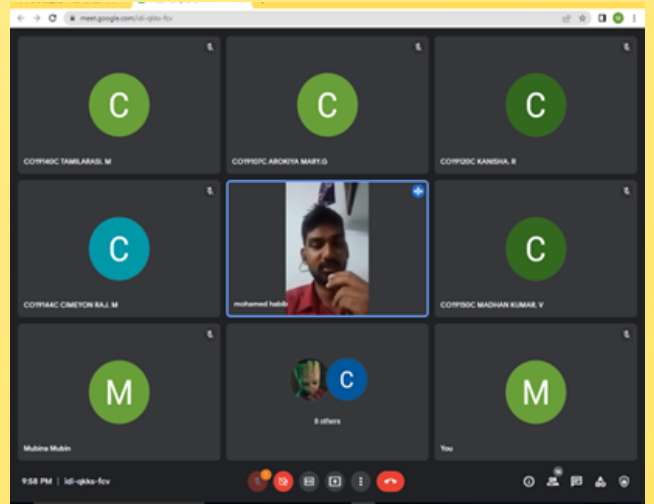 meet.google.com/idi-qkks-fcv
C
C
C
CO19140C TAMILARASI. M
CO19107C AROKIYA MARY.G
CO19120C KANISHA. R
C
C
CO19144C CIMEYON RAJ. M
mohamed habib
CO19150C MADHAN KUMAR. V
M
C
M
Mubina Mubin
8 others
You
9:58 PM | idi-qkks-fcv